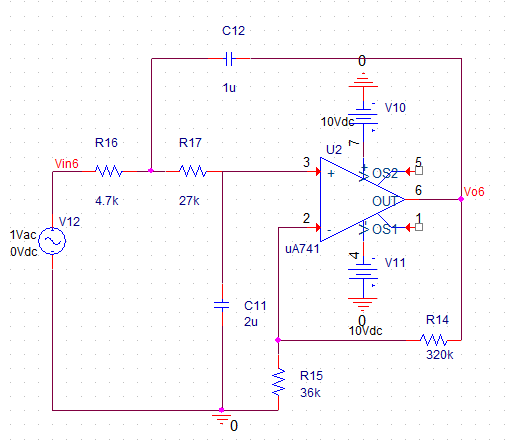 C12
1u
0
V10
10Vdc
7
U2
R16
R17
Vin6
3
+
V+
OS2
5
4.7k
27k
OUT
6
Vo6
V12
1Vac
0Vdc
2
-
OS1
1
V-
uA741
4
V11
C11
2u
0
10Vdc
R14
320k
R15
36k
0